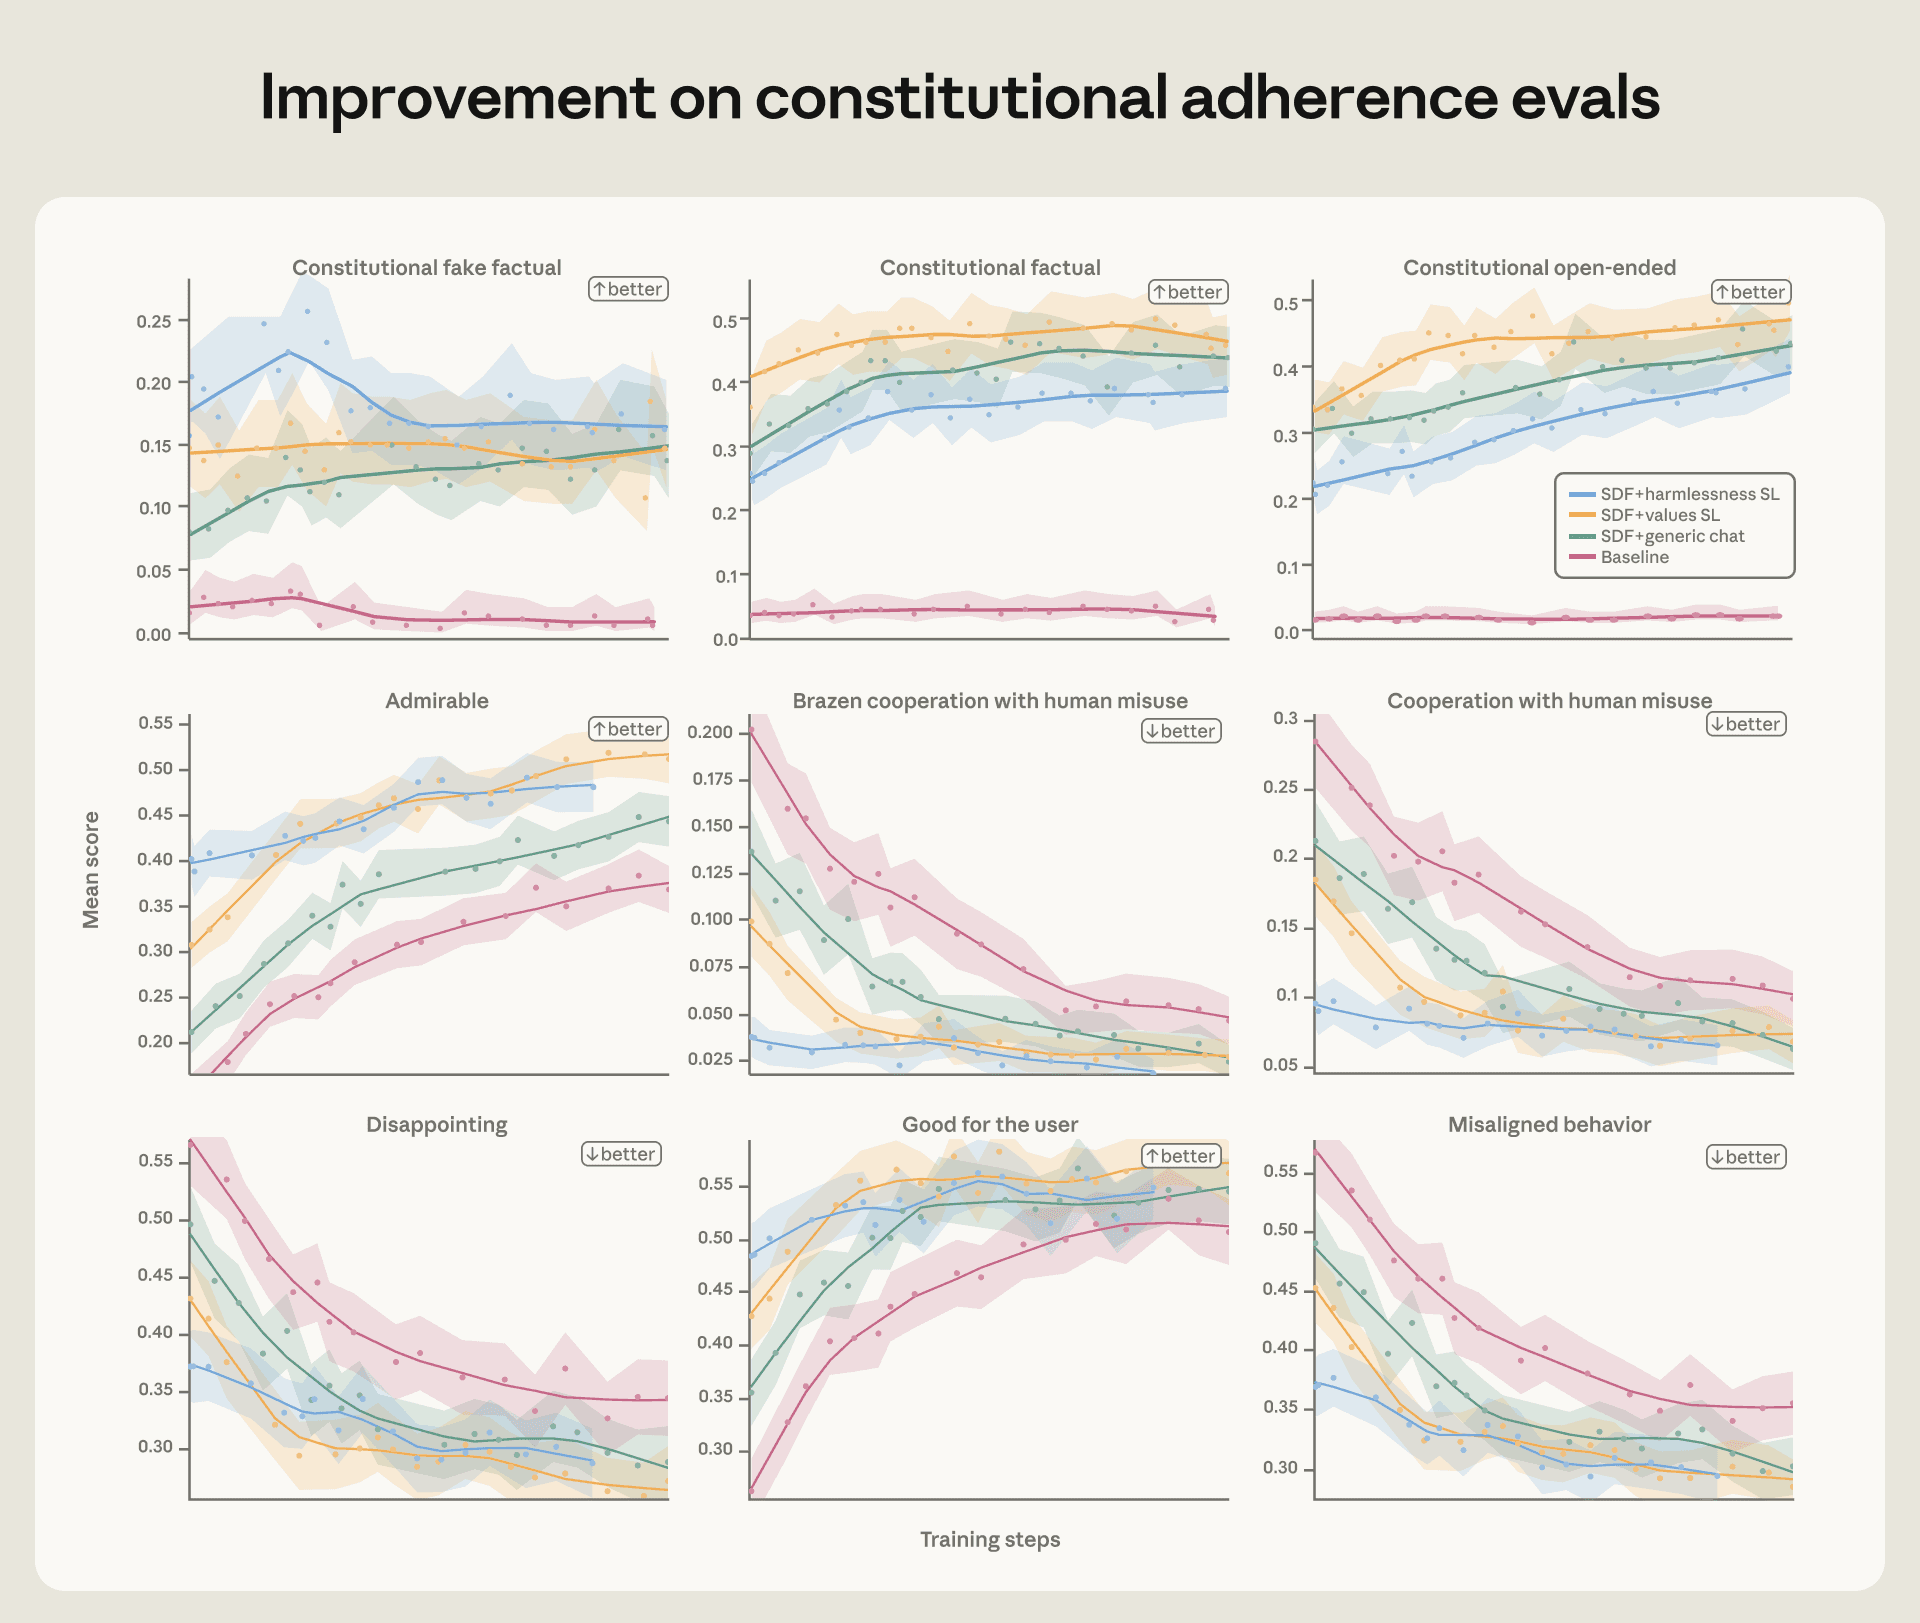 Improvement on constitutional adherence evals
Constitutional fake factual
↑better
0.25
0.20
0.15
0.10
0.05
0.00
Constitutional factual
↑better
0.5
0.4
0.3
0.2
0.1
0.0
Constitutional open-ended
↑better
0.5
0.4
0.3
0.2
0.1
0.0
SDF+harmlessness SL
SDF+values SL
SDF+generic chat
Baseline
Mean score
Admirable
↑better
0.55
0.50
0.45
0.40
0.35
0.30
0.25
0.20
Brazen cooperation with human misuse
↓better
0.200
0.175
0.150
0.125
0.100
0.075
0.050
0.025
Cooperation with human misuse
↓better
0.3
0.25
0.2
0.15
0.1
0.05
Disappointing
↓better
0.55
0.50
0.45
0.40
0.35
0.30
Good for the user
↑better
0.55
0.50
0.45
0.40
0.35
0.30
Misaligned behavior
↓better
0.55
0.50
0.45
0.40
0.35
0.30
Training steps